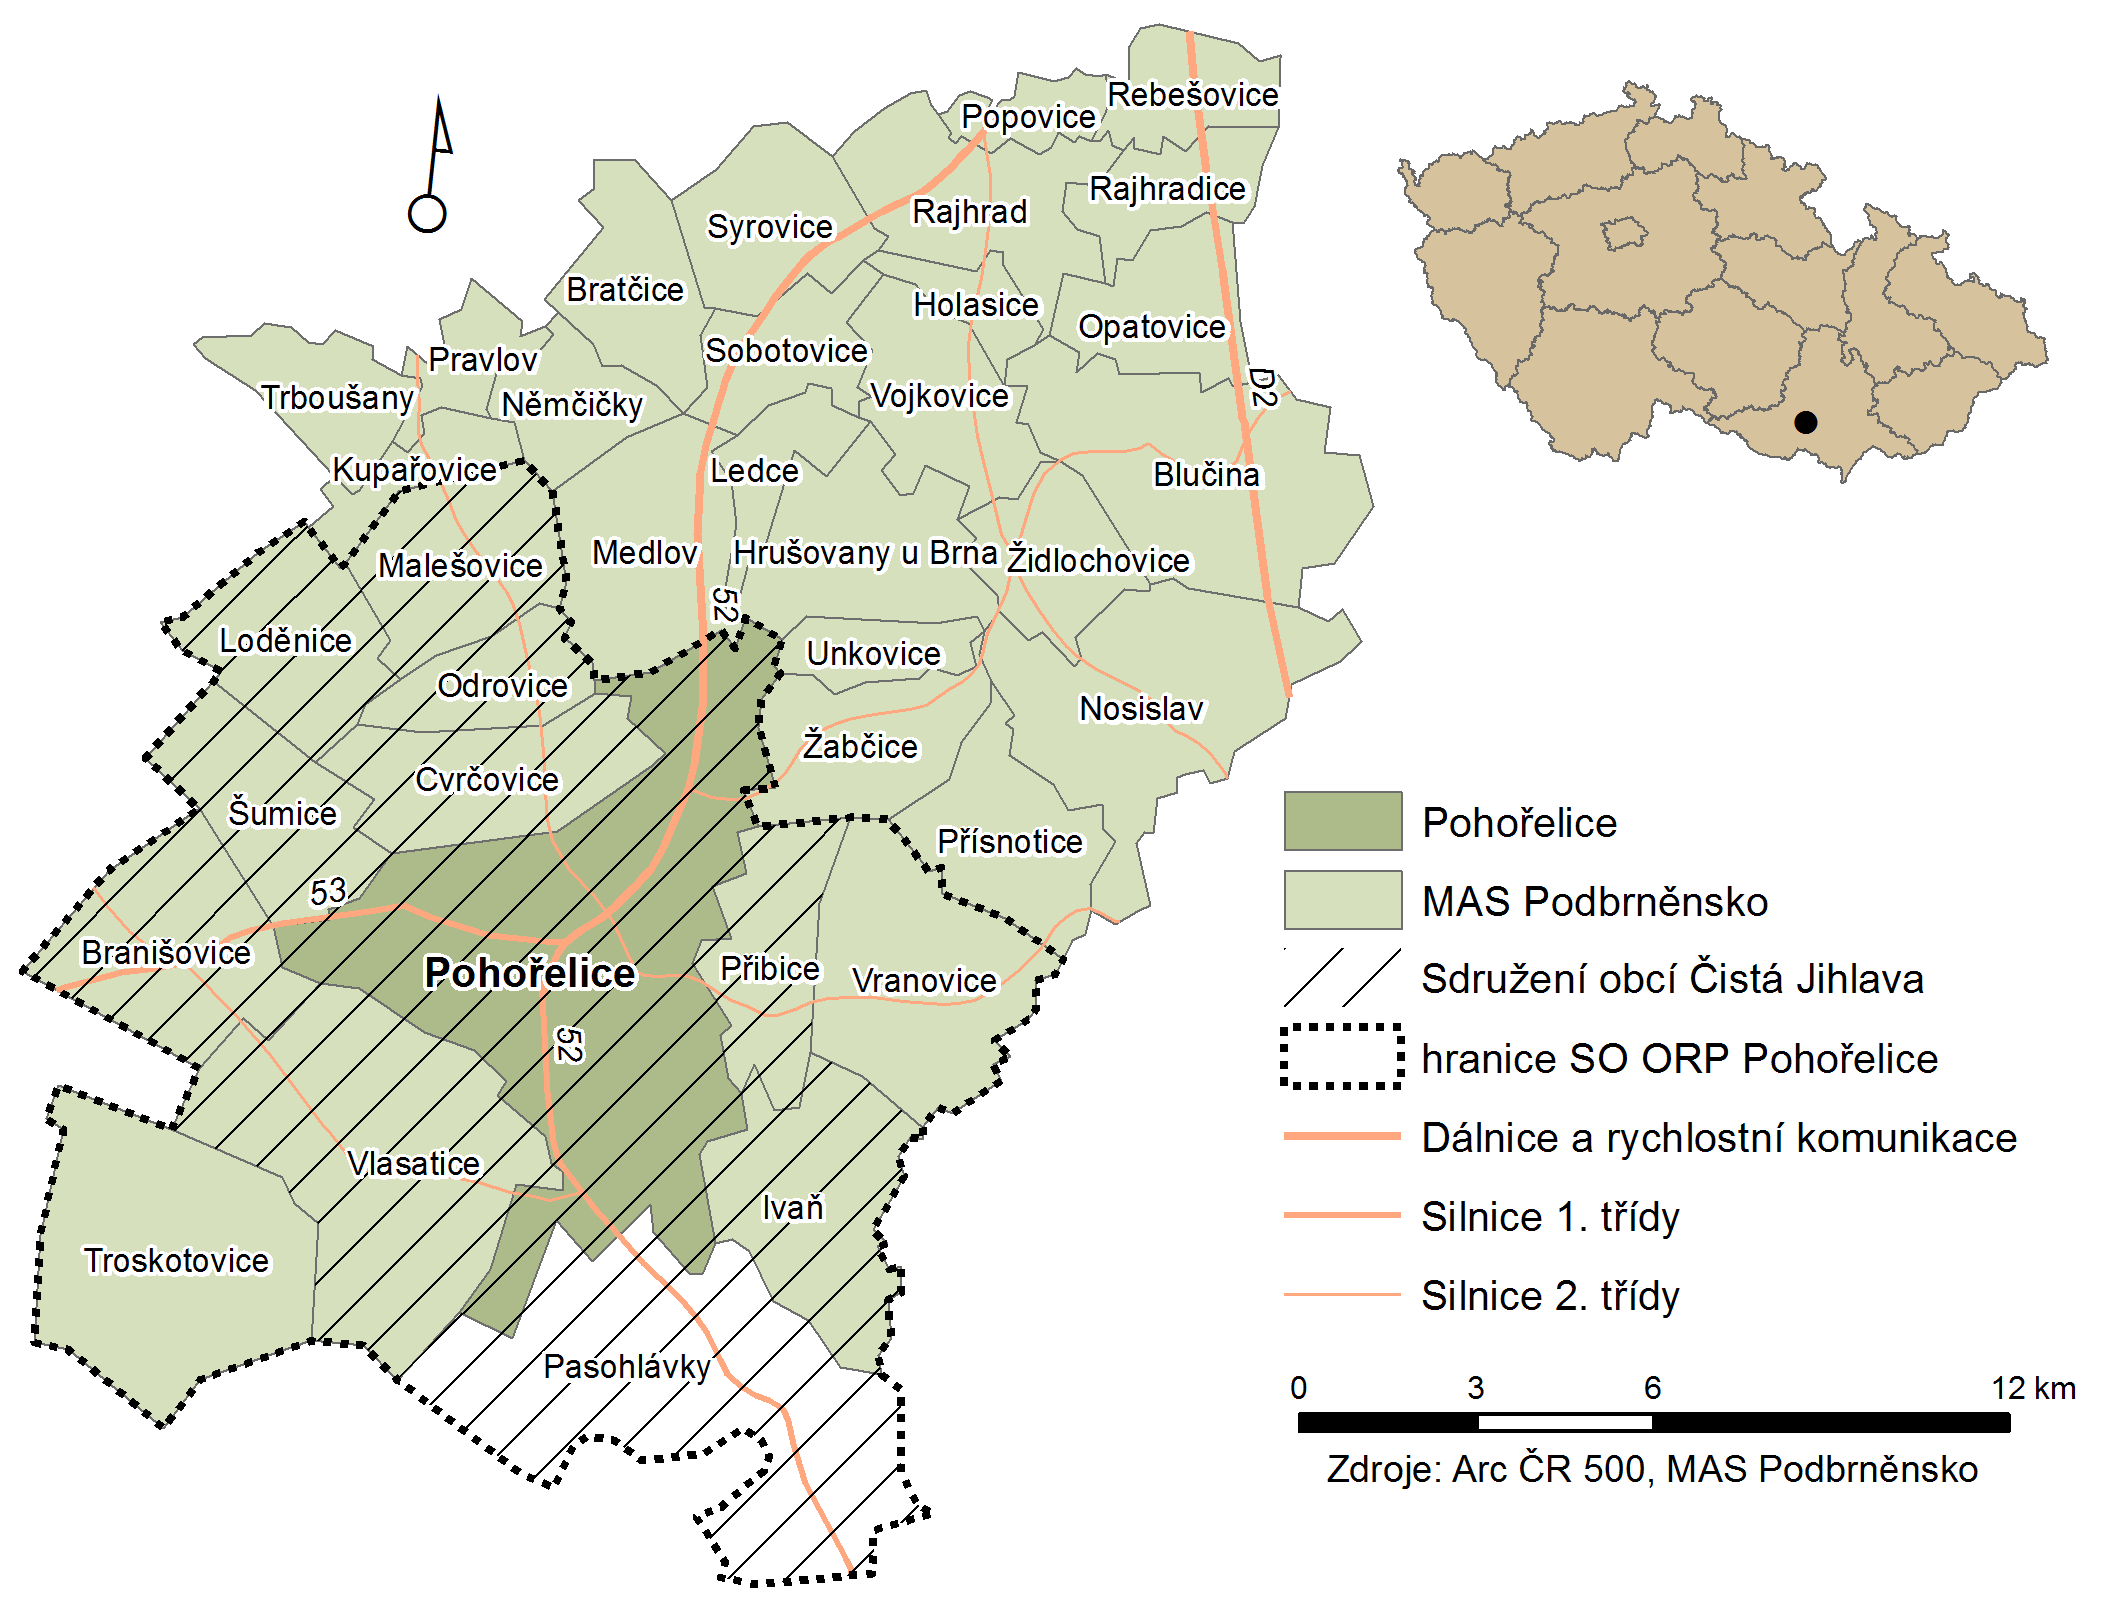 Rebešovice
Popovice
Rajhradice
Rajhrad
Syrovice
Bratčice
Holasice
Opatovice
Sobotovice
Pravlov
D2
Trboušany
Němčičky
Vojkovice
Kupařovice
Ledce
Blučina
Malešovice
Medlov
Hrušovany u Brna
Židlochovice
52
Loděnice
Unkovice
Odrovice
Nosislav
Žabčice
Cvrčovice
Šumice
Přísnotice
53
Branišovice
Pohořelice
Přibice
Vranovice
52
Vlasatice
Ivaň
Troskotovice
Pasohlávky
Pohořelice
MAS Podbrněnsko
Sdružení obcí Čistá Jihlava
hranice SO ORP Pohořelice
Dálnice a rychlostní komunikace
Silnice 1. třídy
Silnice 2. třídy
0 3 6 12 km
Zdroje: Arc ČR 500, MAS Podbrněnsko